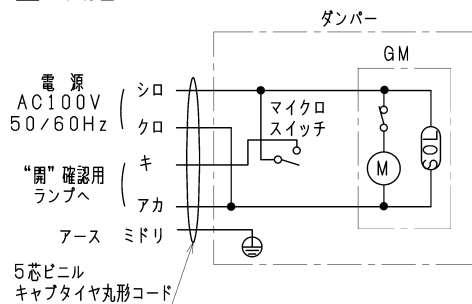 ダンパー
GM
電 源
AC100V
50/60Hz
シロ
クロ
マイクロ
スイッチ
SOL
M
“開”確認用
ランプへ
キ
アカ
アース ミドリ
5芯ビニル
キャブタイヤ丸形コード